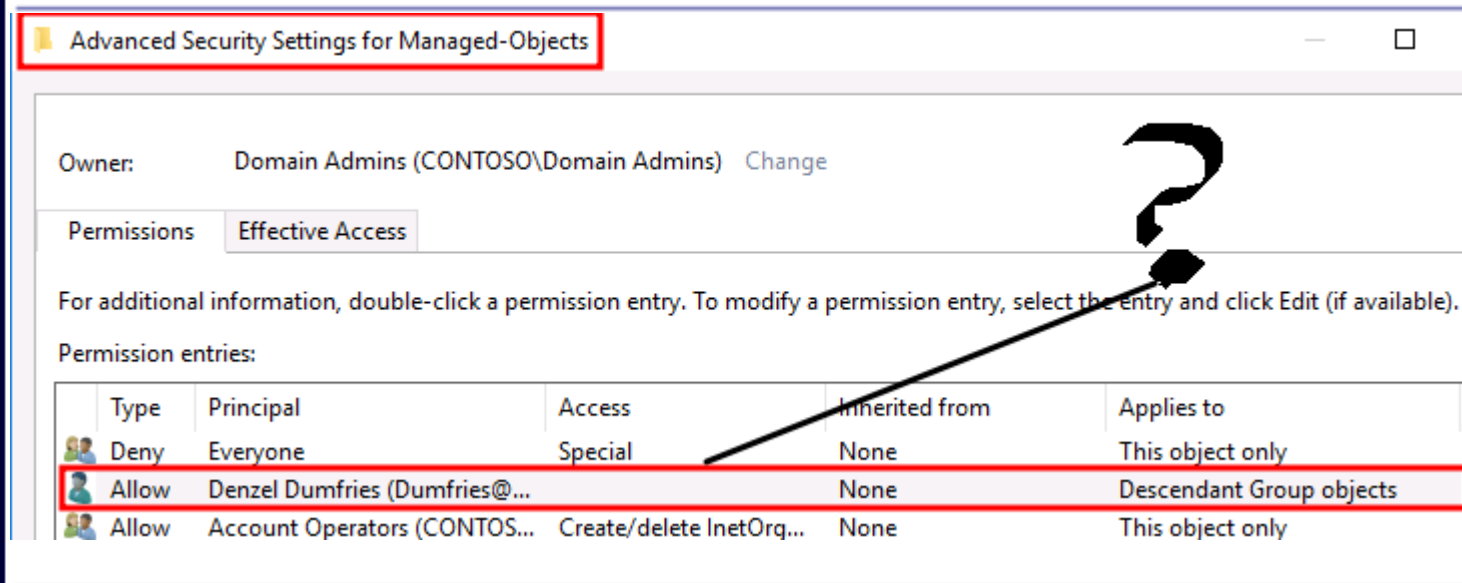 Advanced Security Settings for Managed-Objects
Owner: Domain Admins (CONTOSO\Domain Admins) Change
Permissions Effective Access
For additional information, double-click a permission entry. To modify a permission entry, select the entry and click Edit (if available).
Permission entries:
Type Principal Access Inherited from Applies to
Deny Everyone Special None This object only
Allow Denzel Dumfries (Dumfries@... None Descendant Group objects
Allow Account Operators (CONTOS... Create/delete InetOrg... None This object only
?